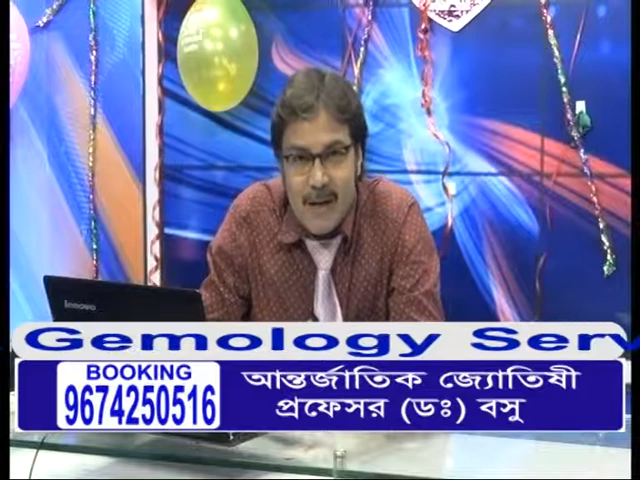 lenovo
Gemology Serv
BOOKING
9674250516
আন্তর্জাতিক জ্যোতিষী
প্রফেসর (ডঃ) বসু